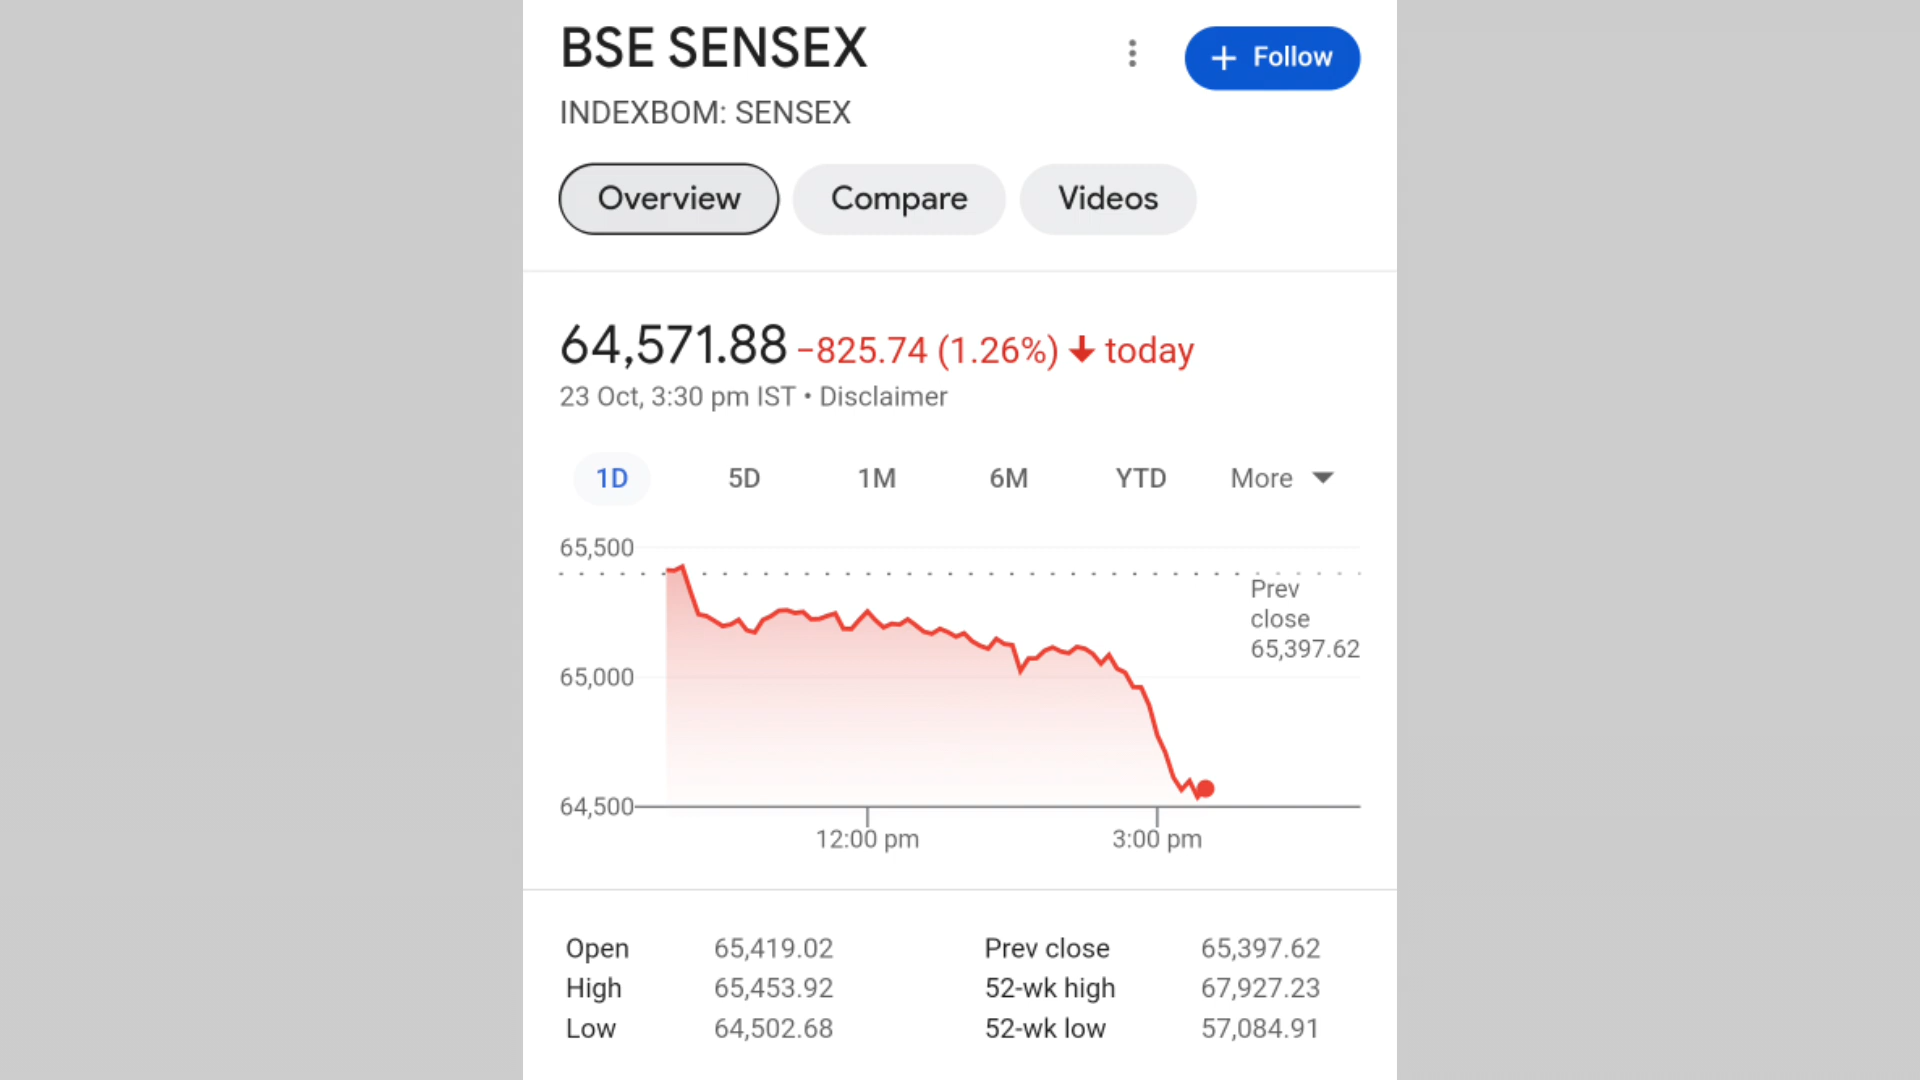 BSE SENSEX
+ Follow
INDEXBOM: SENSEX
Overview Compare Videos
64,571.88 −825.74 (1.26%) ↓ today
23 Oct, 3:30 pm IST • Disclaimer
1D 5D 1M 6M YTD More
65,500
Prev
close
65,397.62
65,000
64,500
12:00 pm 3:00 pm
Open 65,419.02 Prev close 65,397.62
High 65,453.92 52-wk high 67,927.23
Low 64,502.68 52-wk low 57,084.91